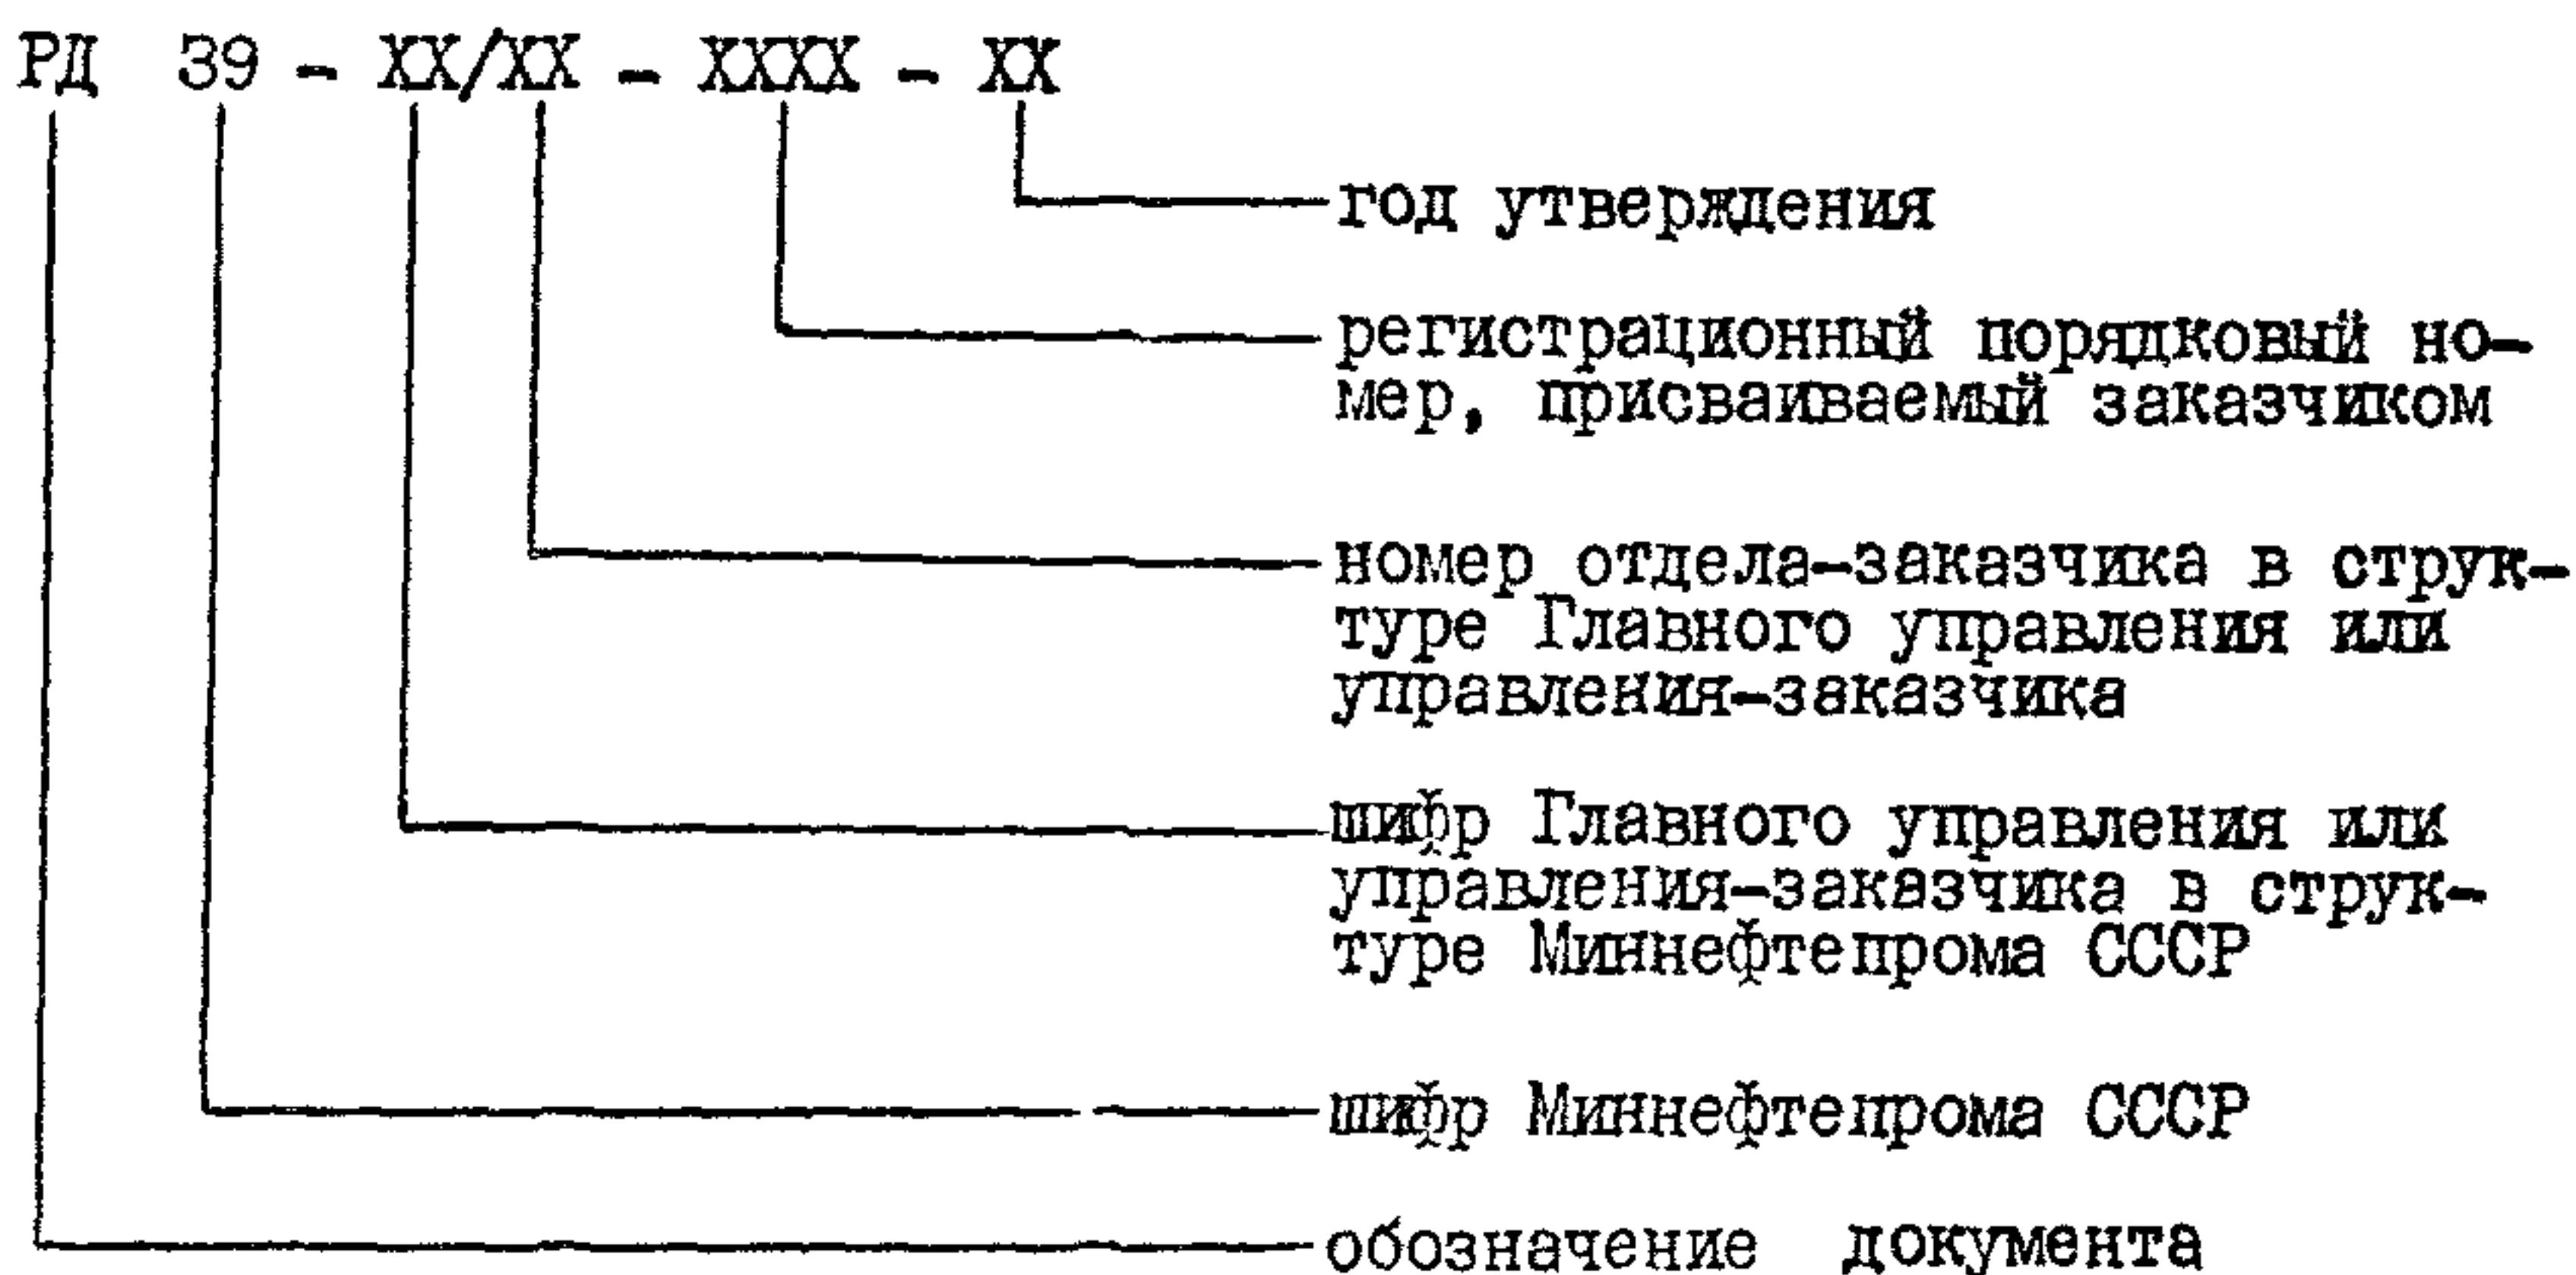 РД 39 - XX/XX - XXXX - XX
год утверждения
регистрационный порядковый но-
мер, присваиваемый заказчиком
номер отдела-заказчика в струк-
туре Главного управления или
управления-заказчика
шифр Главного управления или
управления-заказчика в струк-
туре Миннефтепрома СССР
шифр Миннефтепрома СССР
обозначение документа